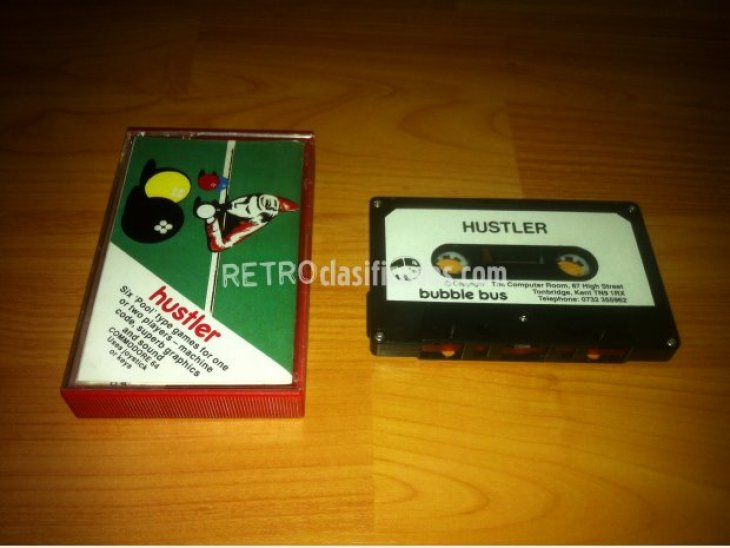 hustler
Six 'Pool' type games for one
or two players – machine
code, superb graphics
and sound
COMMODORE 64
Uses joystick
or keys
HUSTLER
© Copyright The Computer Room, 87 High Street
Tonbridge, Kent TN9 1RX
Telephone: 0732 355962
bubble bus
RETROclasificados.com